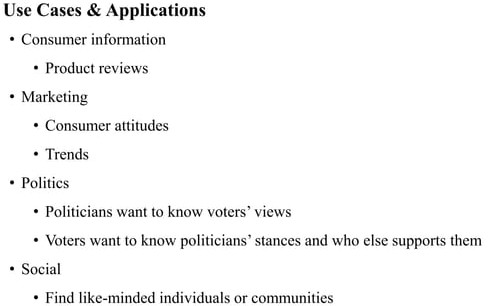 Use Cases & Applications
• Consumer information
• Product reviews
• Marketing
• Consumer attitudes
• Trends
• Politics
• Politicians want to know voters’ views
• Voters want to know politicians’ stances and who else supports them
• Social
• Find like-minded individuals or communities